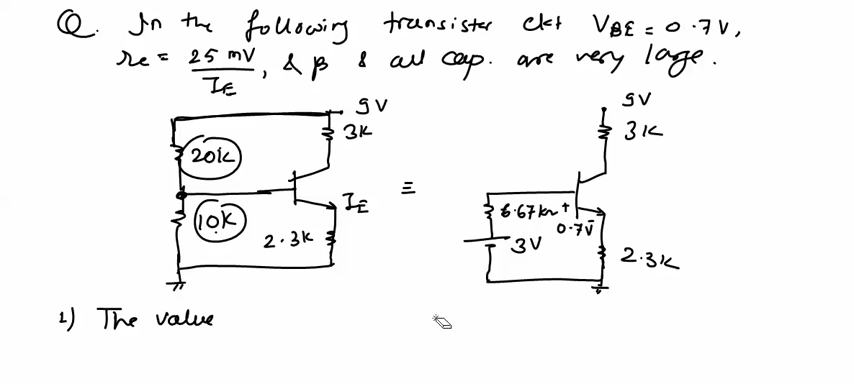 Q. In the following transister ckt VBE = 0.7V,
re = 25 mV / IE, & β & all cap. are very large.
9V
9V
3K
3K
20K
IE
≡
6.67kΩ +
10K
0.7V -
2.3K
3V
2.3K
1) The value